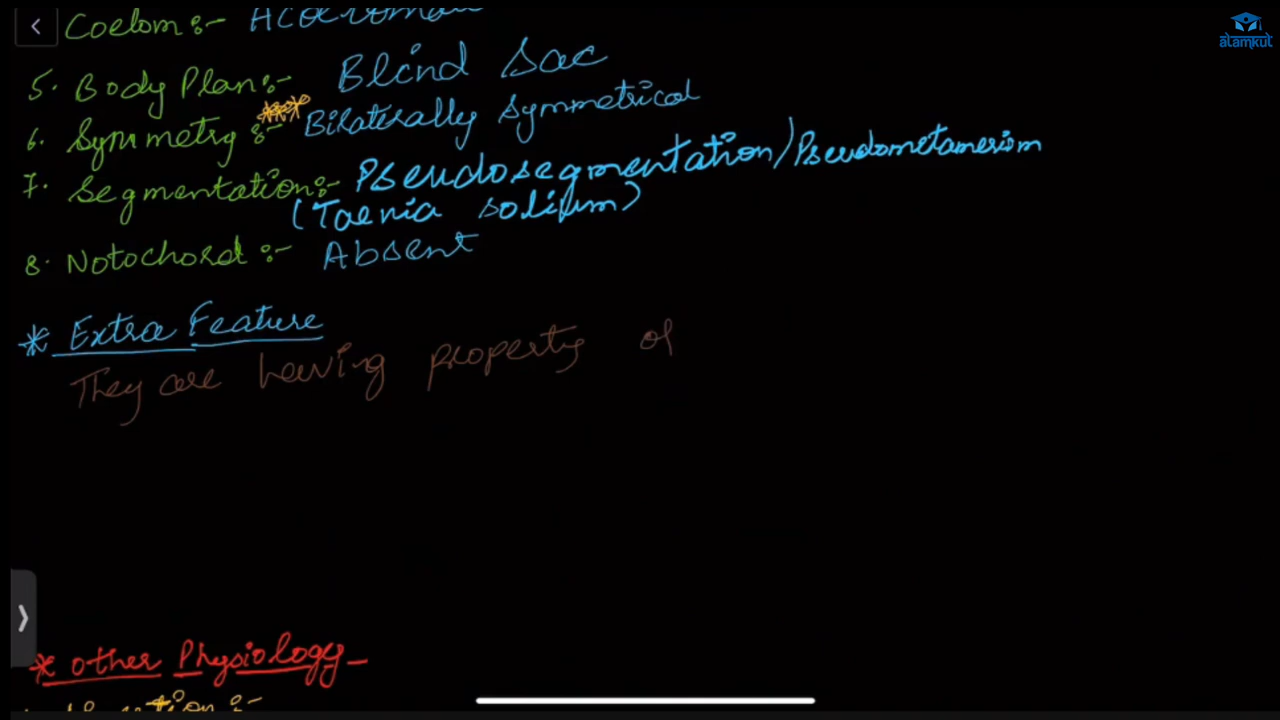 alamkut
Coelom :- Acoelomate
5. Body Plan :- Blind Sac
6. Symmetry :- Bilaterally Symmetrical
7. Segmentation :- Pseudosegmentation/Pseudometamerism
(Taenia solium)
8. Notochord :- Absent
* Extra Feature
They are having property of
* Other Physiology -